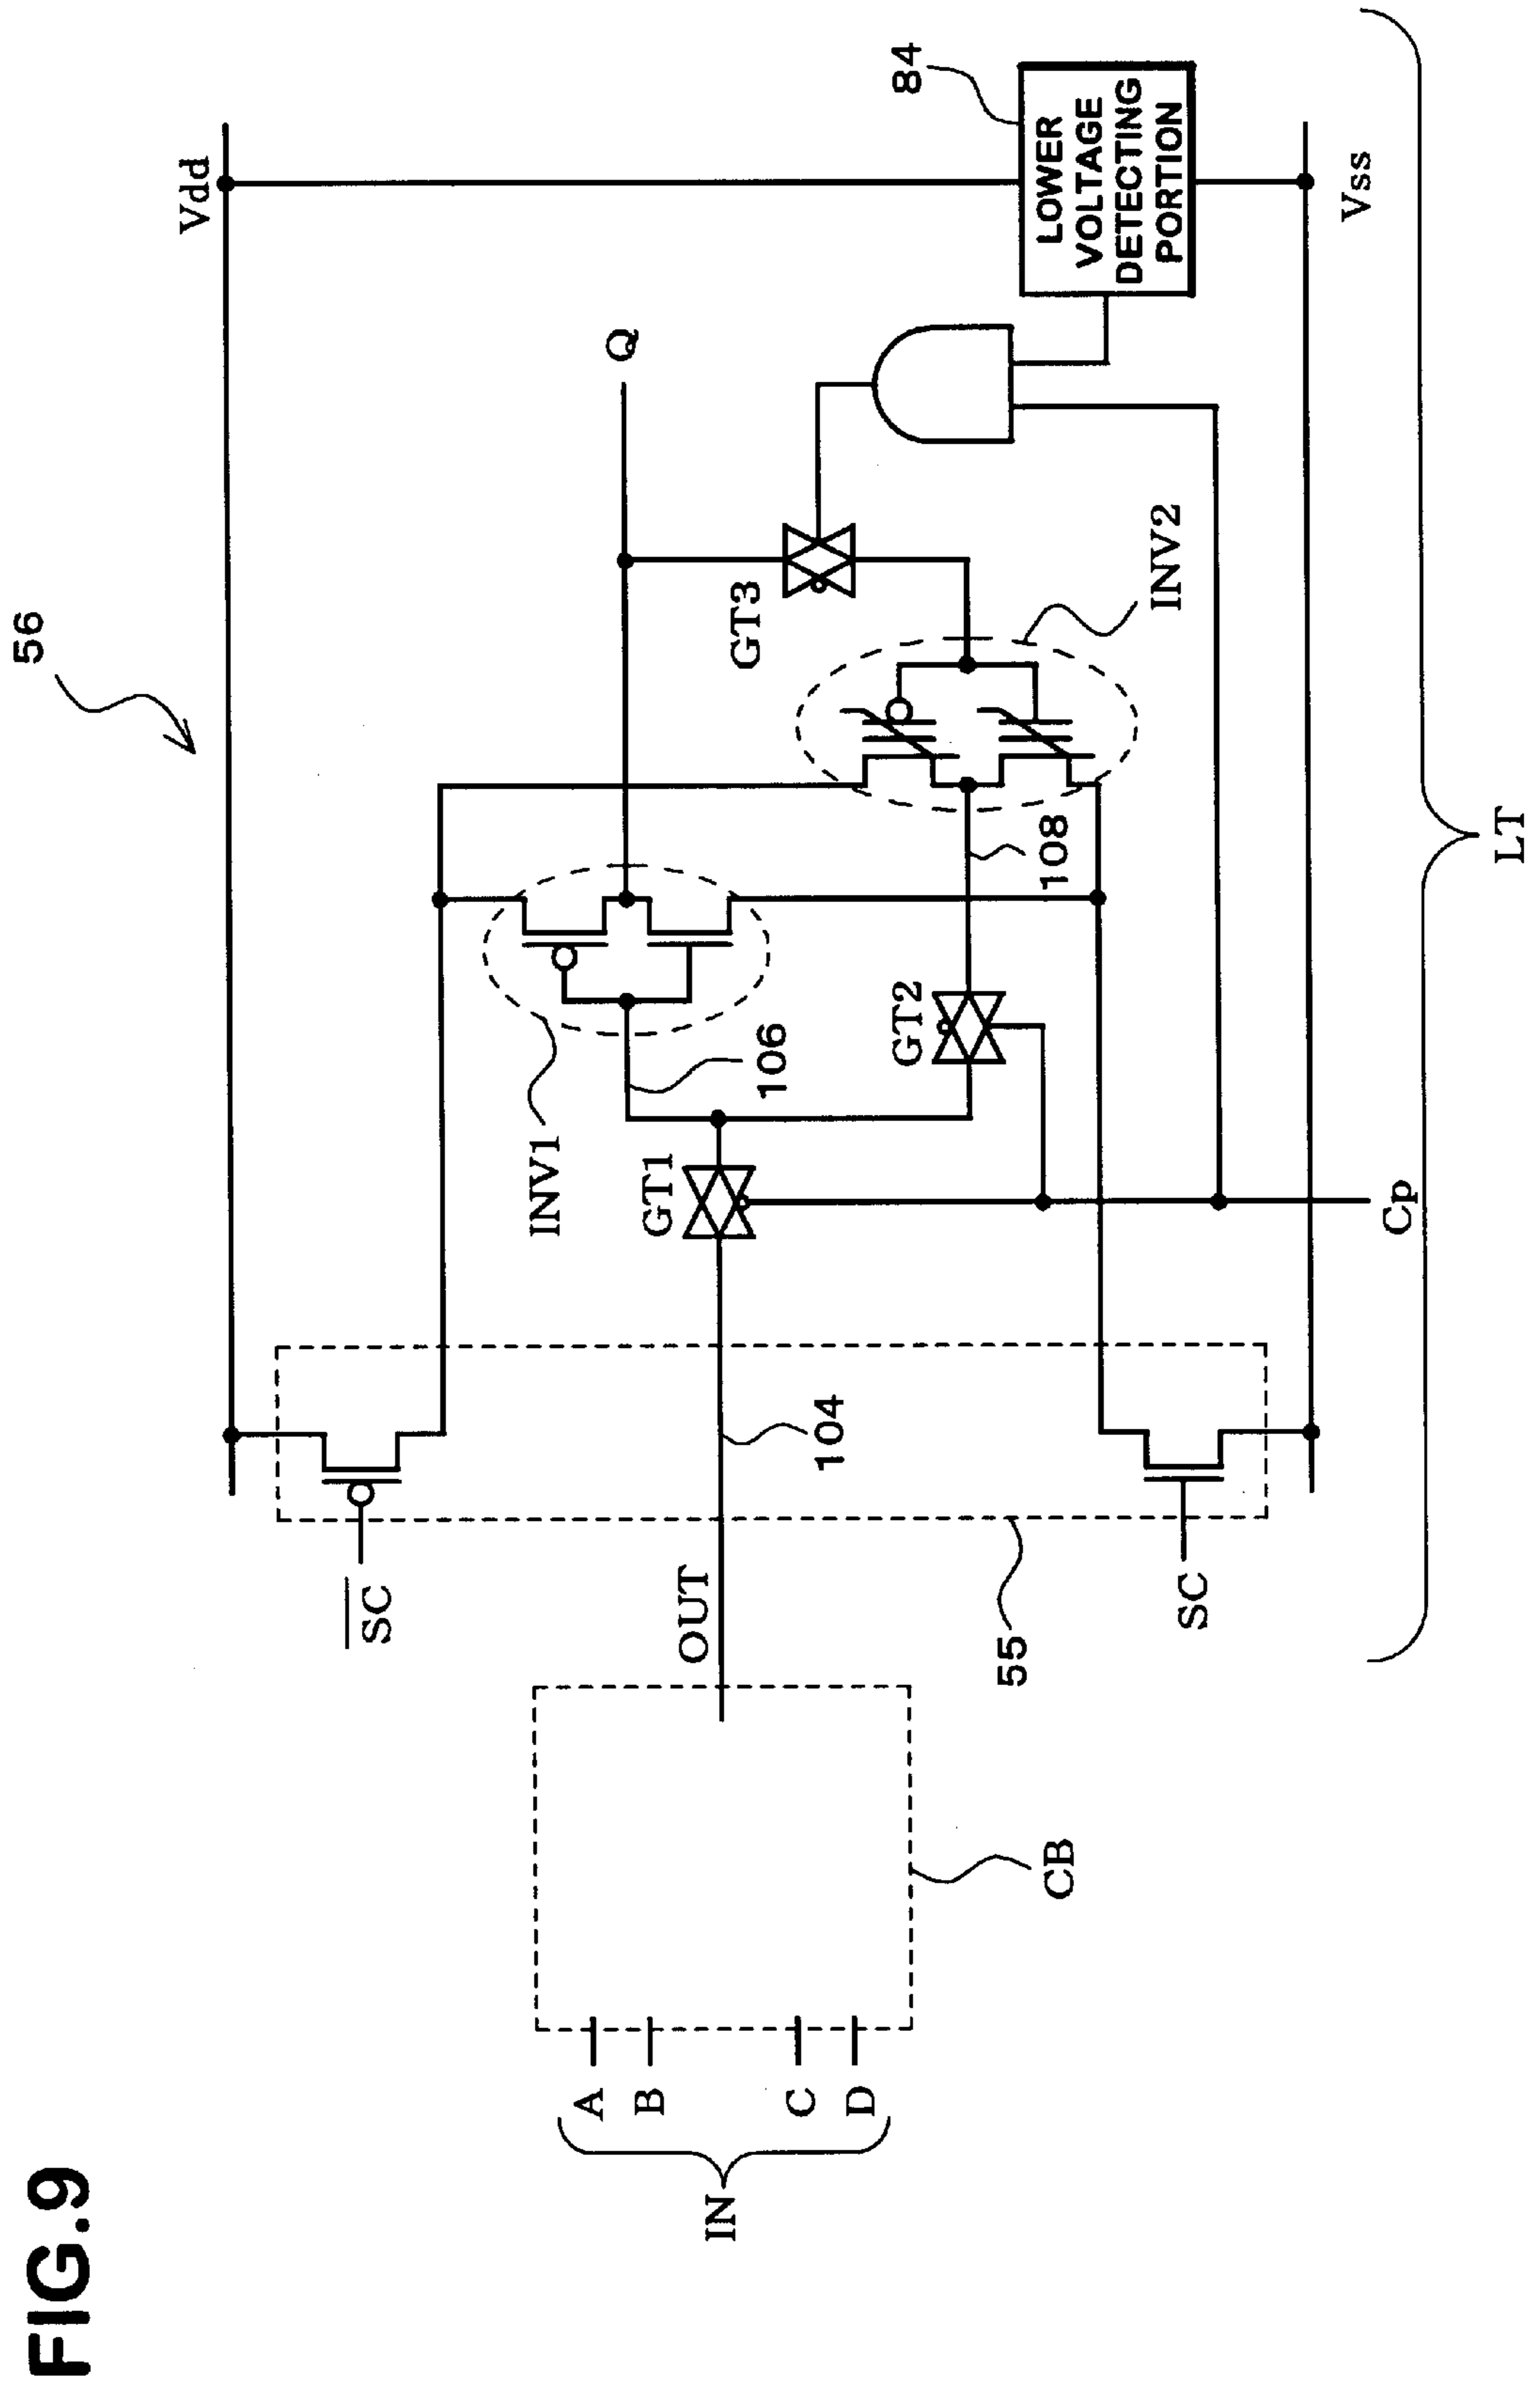 FIG.9
56
Vdd
SC
OUT
104
GT1
INV1
106
Q
GT2
108
GT3
INV2
84
LOWER
VOLTAGE
DETECTING
PORTION
Vss
Cp
SC
55
IN
A
B
C
D
CB
LT